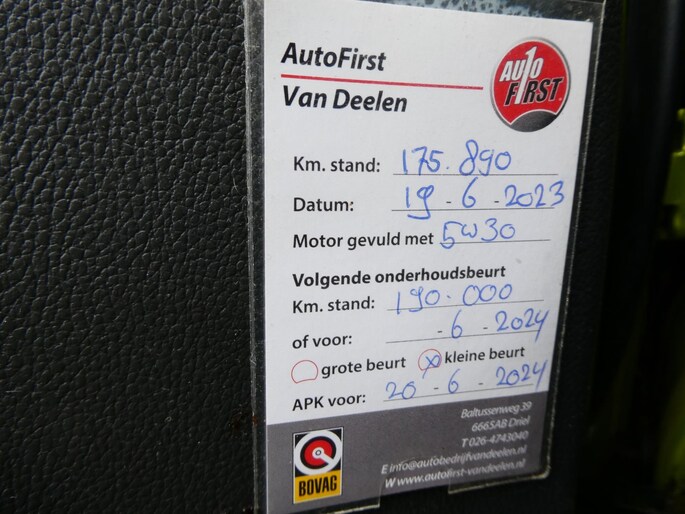 AutoFirst
Van Deelen
AUTO
FIRST
Km. stand: 175.890
Datum: 19-6-2023
Motor gevuld met 5W30
Volgende onderhoudsbeurt
Km. stand: 190.000
of voor: -6-2024
grote beurt kleine beurt
APK voor: 20-6-2024
Baltussenweg 39
6665AB Driel
T 026-4743040
E info@autobedrijfvandeelen.nl
W www.autofirst-vandeelen.nl
BOVAG